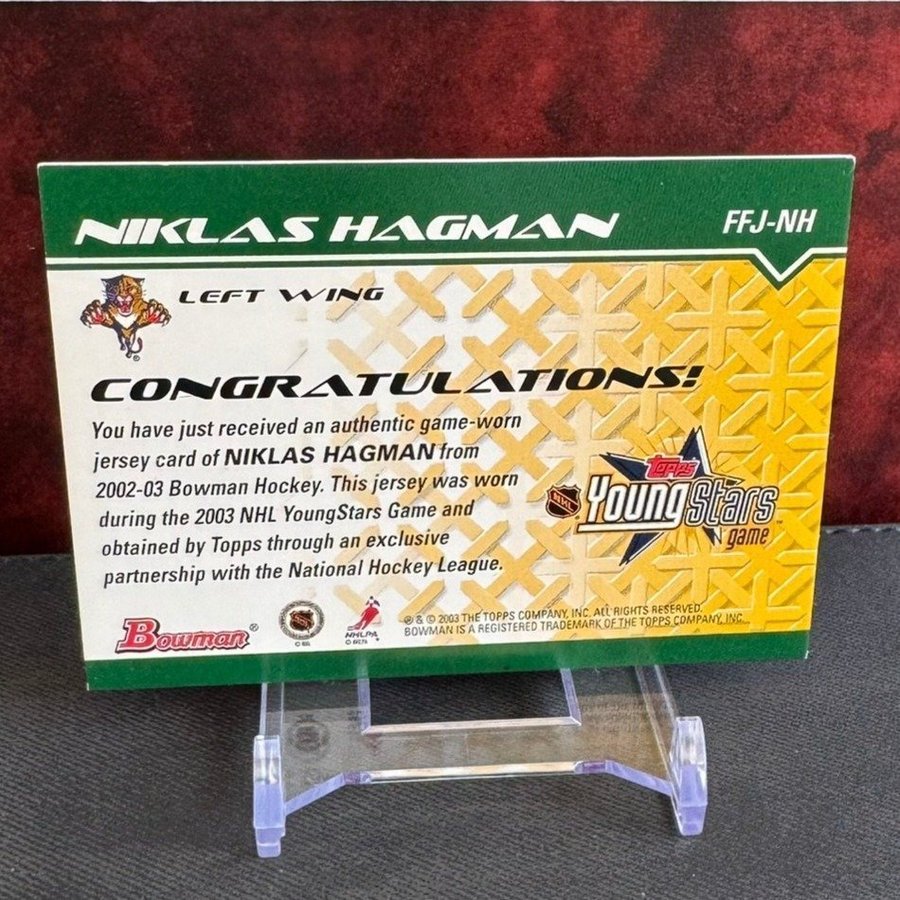 NIKLAS HAGMAN FFJ-NH
LEFT WING
CONGRATULATIONS!
You have just received an authentic game-worn
jersey card of NIKLAS HAGMAN from
2002-03 Bowman Hockey. This jersey was worn
during the 2003 NHL YoungStars Game and
obtained by Topps through an exclusive
partnership with the National Hockey League.
Topps
NHL
YoungStars™
game
Bowman®
NHL
NHLPA
℗ & © 2003 THE TOPPS COMPANY, INC. ALL RIGHTS RESERVED.
BOWMAN IS A REGISTERED TRADEMARK OF THE TOPPS COMPANY, INC.